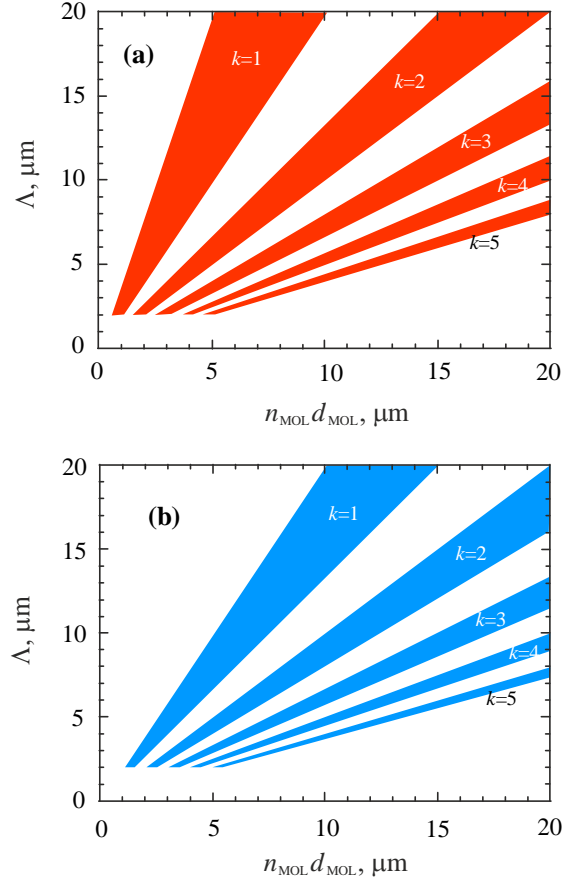 20
(a)
k=1
k=2
15
k=3
Λ, μm
10
k=4
k=5
5
0
0 5 10 15 20
n_MOL d_MOL, μm
20
(b)
k=1
k=2
15
k=3
Λ, μm
10
k=4
k=5
5
0
0 5 10 15 20
n_MOL d_MOL, μm